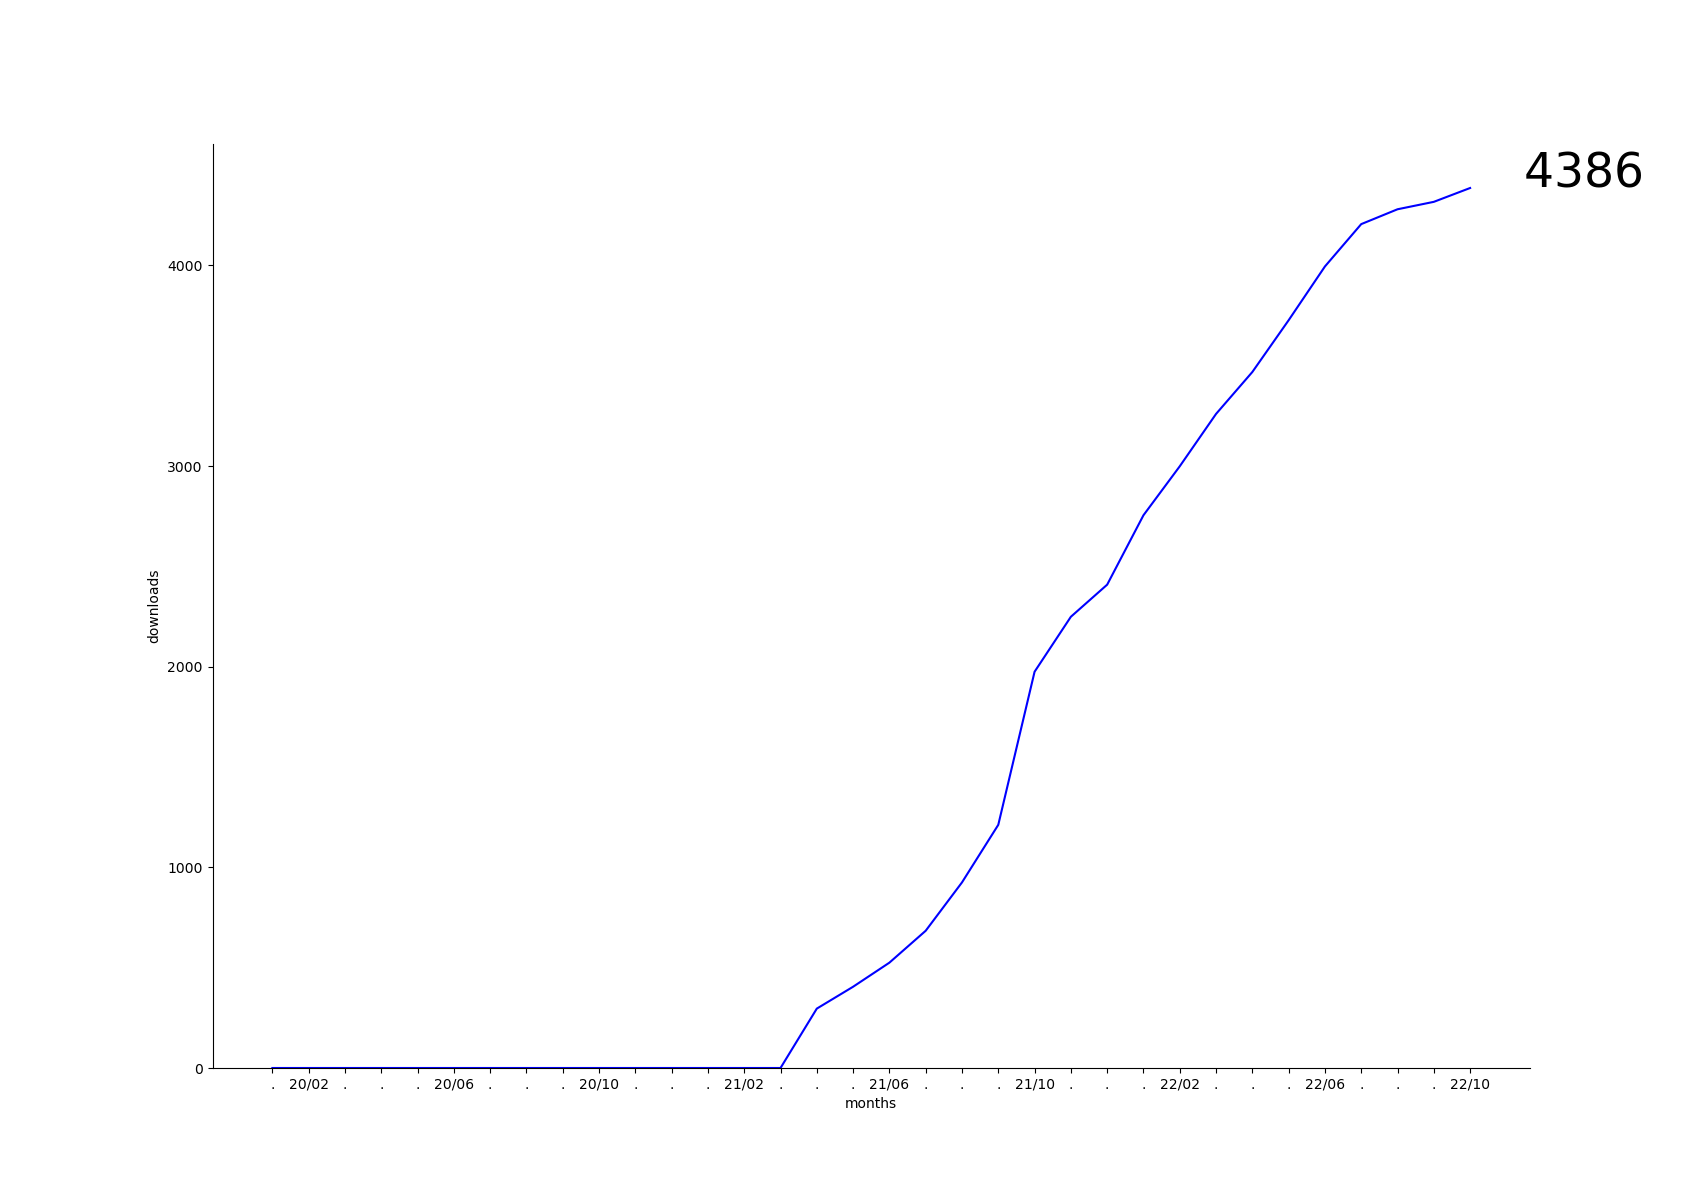 4386
4000
3000
2000
1000
0
downloads
. 20/02 . . . 20/06 . . . 20/10 . . . 21/02 . . . 21/06 . . . 21/10 . . . 22/02 . . . 22/06 . . . 22/10
months